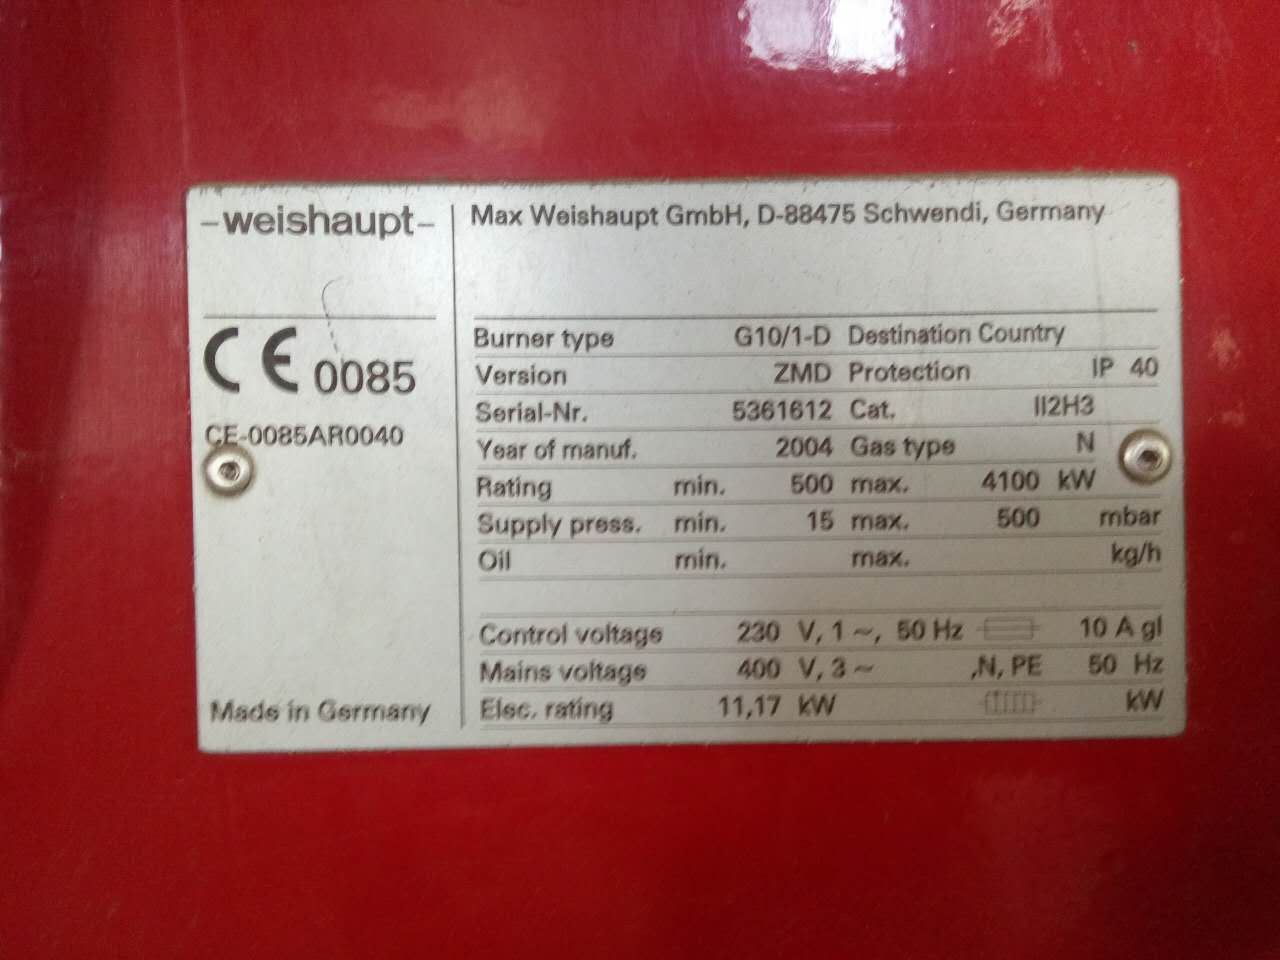 -weishaupt-
Max Weishaupt GmbH, D-88475 Schwendi, Germany
CE 0085
CE-0085AR0040
Made in Germany
Burner type G10/1-D Destination Country
Version ZMD Protection IP 40
Serial-Nr. 5361612 Cat. II2H3
Year of manuf. 2004 Gas type N
Rating min. 500 max. 4100 kW
Supply press. min. 15 max. 500 mbar
Oil min. max. kg/h
Control voltage 230 V, 1 ~, 50 Hz 10 A gl
Mains voltage 400 V, 3 ~ ,N, PE 50 Hz
Elec. rating 11,17 kW kW